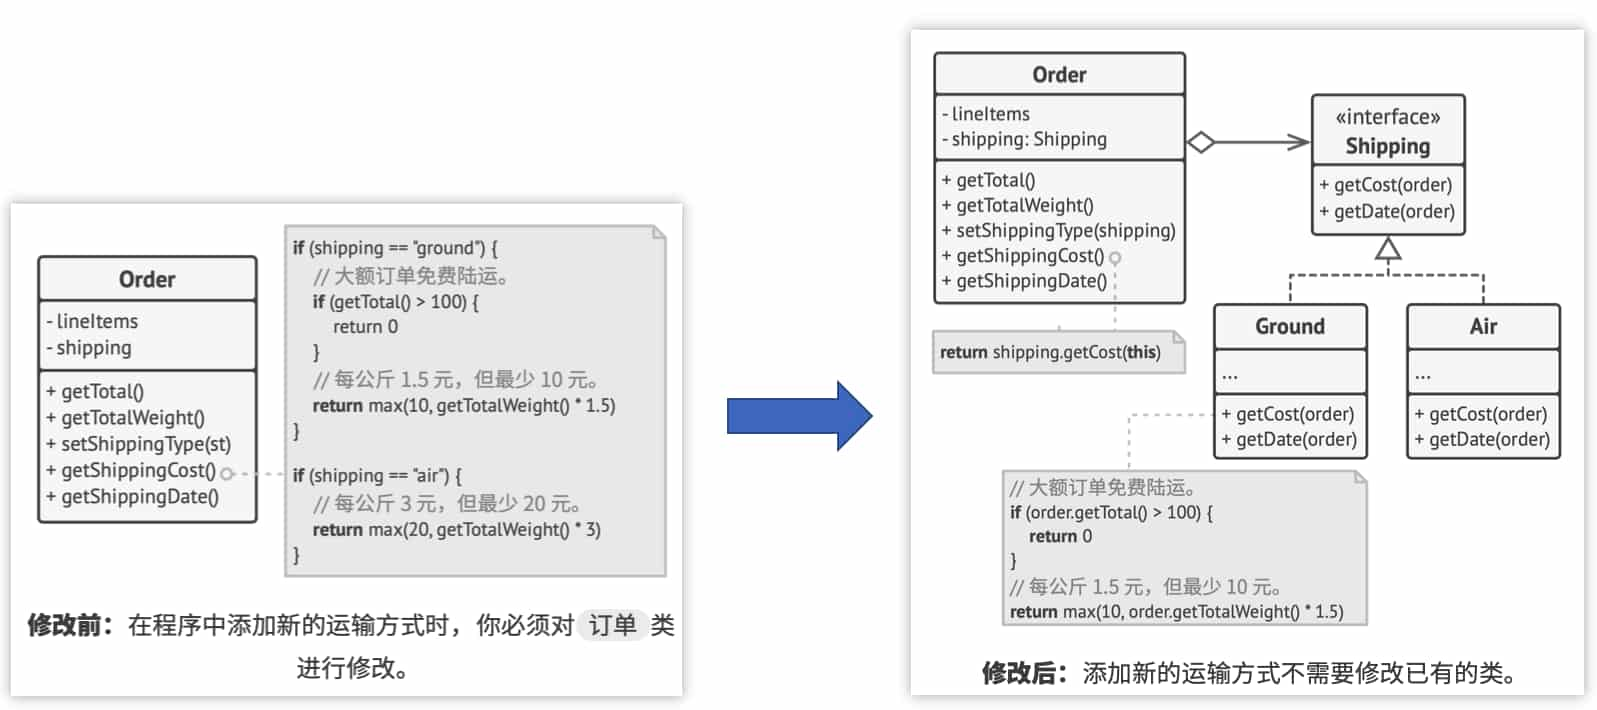 Order
- lineItems
- shipping
+ getTotal()
+ getTotalWeight()
+ setShippingType(st)
+ getShippingCost()
+ getShippingDate()
if (shipping == "ground") {
// 大额订单免费陆运。
if (getTotal() > 100) {
return 0
}
// 每公斤 1.5 元，但最少 10 元。
return max(10, getTotalWeight() * 1.5)
}
if (shipping == "air") {
// 每公斤 3 元，但最少 20 元。
return max(20, getTotalWeight() * 3)
}
修改前：在程序中添加新的运输方式时，你必须对 订单 类
进行修改。
Order
- lineItems
- shipping: Shipping
+ getTotal()
+ getTotalWeight()
+ setShippingType(shipping)
+ getShippingCost()
+ getShippingDate()
return shipping.getCost(this)
«interface»
Shipping
+ getCost(order)
+ getDate(order)
Ground
...
+ getCost(order)
+ getDate(order)
Air
...
+ getCost(order)
+ getDate(order)
// 大额订单免费陆运。
if (order.getTotal() > 100) {
return 0
}
// 每公斤 1.5 元，但最少 10 元。
return max(10, order.getTotalWeight() * 1.5)
修改后：添加新的运输方式不需要修改已有的类。